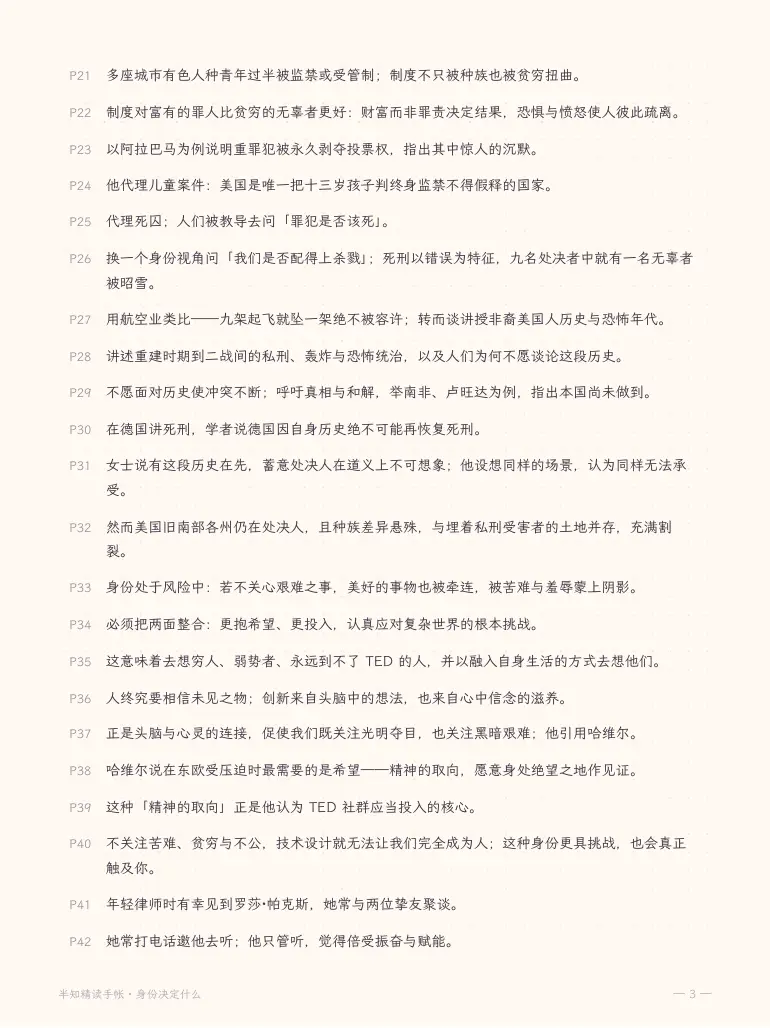 P21 多座城市有色人种青年过半被监禁或受管制；制度不只被种族也被贫穷扭曲。
P22 制度对富有的罪人比贫穷的无辜者更好：财富而非罪责决定结果，恐惧与愤怒使人彼此疏离。
P23 以阿拉巴马为例说明重罪犯被永久剥夺投票权，指出其中惊人的沉默。
P24 他代理儿童案件：美国是唯一把十三岁孩子判终身监禁不得假释的国家。
P25 代理死囚；人们被教导去问「罪犯是否该死」。
P26 换一个身份视角问「我们是否配得上杀戮」；死刑以错误为特征，九名处决者中就有一名无辜者
被昭雪。
P27 用航空业类比——九架起飞就坠一架绝不被容许；转而谈讲授非裔美国人历史与恐怖年代。
P28 讲述重建时期到二战间的私刑、轰炸与恐怖统治，以及人们为何不愿谈论这段历史。
P29 不愿面对历史使冲突不断；呼吁真相与和解，举南非、卢旺达为例，指出本国尚未做到。
P30 在德国讲死刑，学者说德国因自身历史绝不可能再恢复死刑。
P31 女士说有这段历史在先，蓄意处决人在道义上不可想象；他设想同样的场景，认为同样无法承
受。
P32 然而美国旧南部各州仍在处决人，且种族差异悬殊，与埋着私刑受害者的土地并存，充满割
裂。
P33 身份处于风险中：若不关心艰难之事，美好的事物也被牵连，被苦难与羞辱蒙上阴影。
P34 必须把两面整合：更抱希望、更投入，认真应对复杂世界的根本挑战。
P35 这意味着去想穷人、弱势者、永远到不了 TED 的人，并以融入自身生活的方式去想他们。
P36 人终究要相信未见之物；创新来自头脑中的想法，也来自心中信念的滋养。
P37 正是头脑与心灵的连接，促使我们既关注光明夺目，也关注黑暗艰难；他引用哈维尔。
P38 哈维尔说在东欧受压迫时最需要的是希望——精神的取向，愿意身处绝望之地作见证。
P39 这种「精神的取向」正是他认为 TED 社群应当投入的核心。
P40 不关注苦难、贫穷与不公，技术设计就无法让我们完全成为人；这种身份更具挑战，也会真正
触及你。
P41 年轻律师时有幸见到罗莎·帕克斯，她常与两位挚友聚谈。
P42 她常打电话邀他去听；他只管听，觉得倍受振奋与赋能。
半知精读手帐·身份决定什么
— 3 —